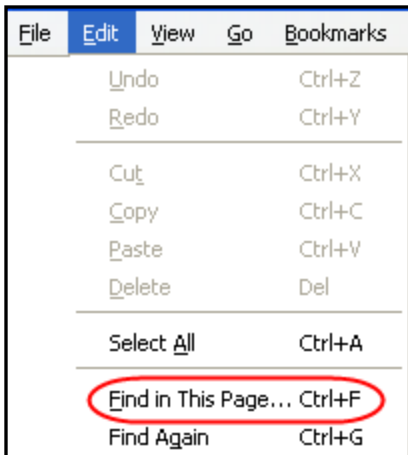 File Edit View Go Bookmarks
Undo Ctrl+Z
Redo Ctrl+Y
Cut Ctrl+X
Copy Ctrl+C
Paste Ctrl+V
Delete Del
Select All Ctrl+A
Find in This Page... Ctrl+F
Find Again Ctrl+G